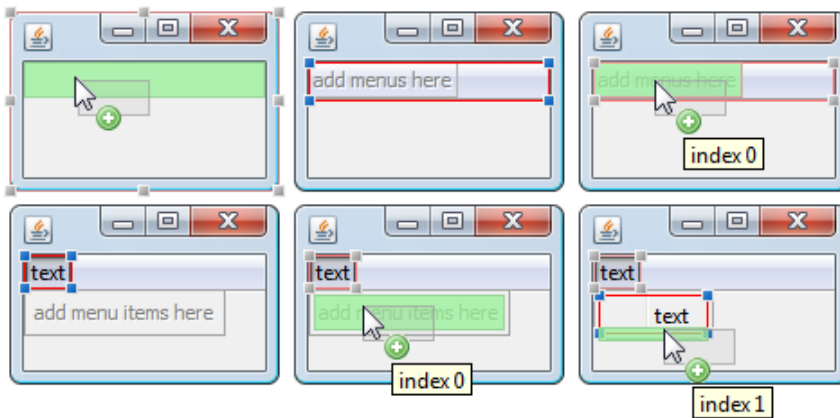 add menus here
add menus here
index 0
text
add menu items here
text
add menu items here
index 0
text
text
index 1